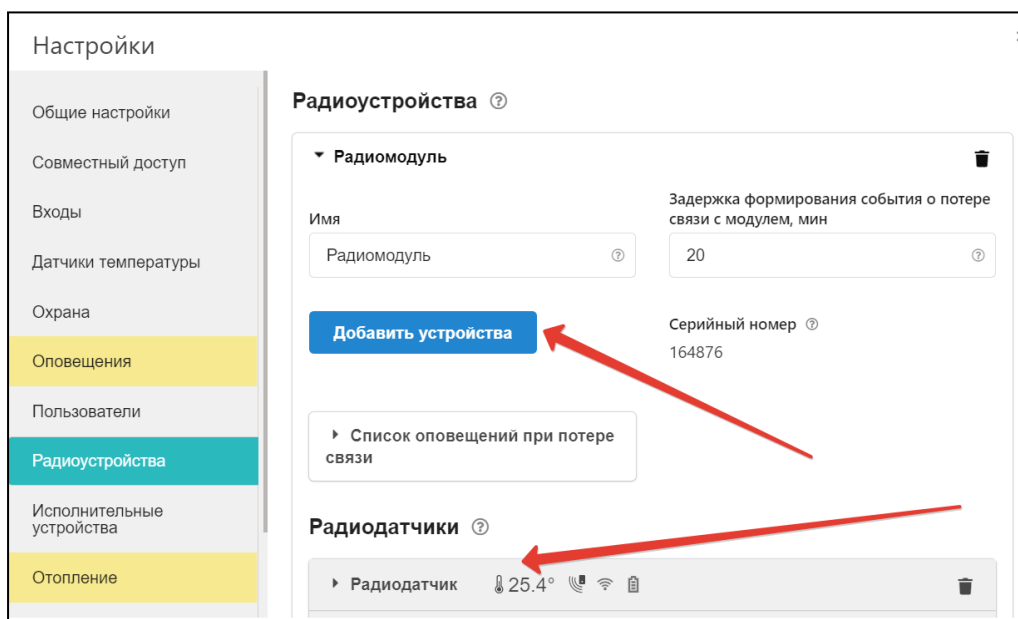 Настройки
Общие настройки
Совместный доступ
Входы
Датчики температуры
Охрана
Оповещения
Пользователи
Радиоустройства
Исполнительные
устройства
Отопление
Радиоустройства ?
Радиомодуль
Имя
Радиомодуль ?
Задержка формирования события о потере
связи с модулем, мин
20 ?
Добавить устройства
Серийный номер ?
164876
Список оповещений при потере
связи
Радиодатчики ?
Радиодатчик 25.4°